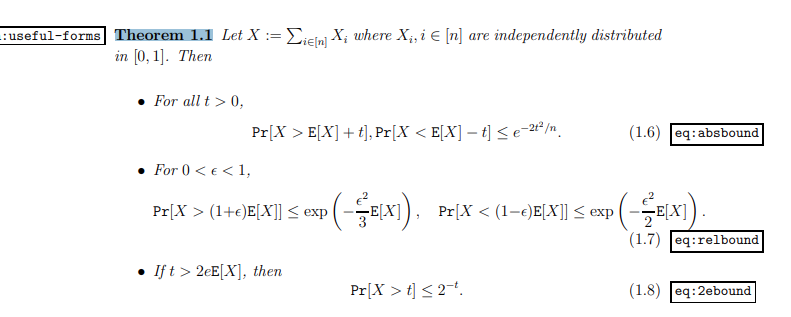 :useful-forms Theorem 1.1 Let X := ∑_{i∈[n]} X_i where X_i, i ∈ [n] are independently distributed
in [0, 1]. Then
• For all t > 0,
Pr[X > E[X] + t], Pr[X < E[X] − t] ≤ e^{−2t²/n}. (1.6) eq:absbound
• For 0 < ϵ < 1,
Pr[X > (1+ϵ)E[X]] ≤ exp(−ϵ²/3 E[X]), Pr[X < (1−ϵ)E[X]] ≤ exp(−ϵ²/2 E[X]).
(1.7) eq:relbound
• If t > 2eE[X], then
Pr[X > t] ≤ 2^{−t}. (1.8) eq:2ebound